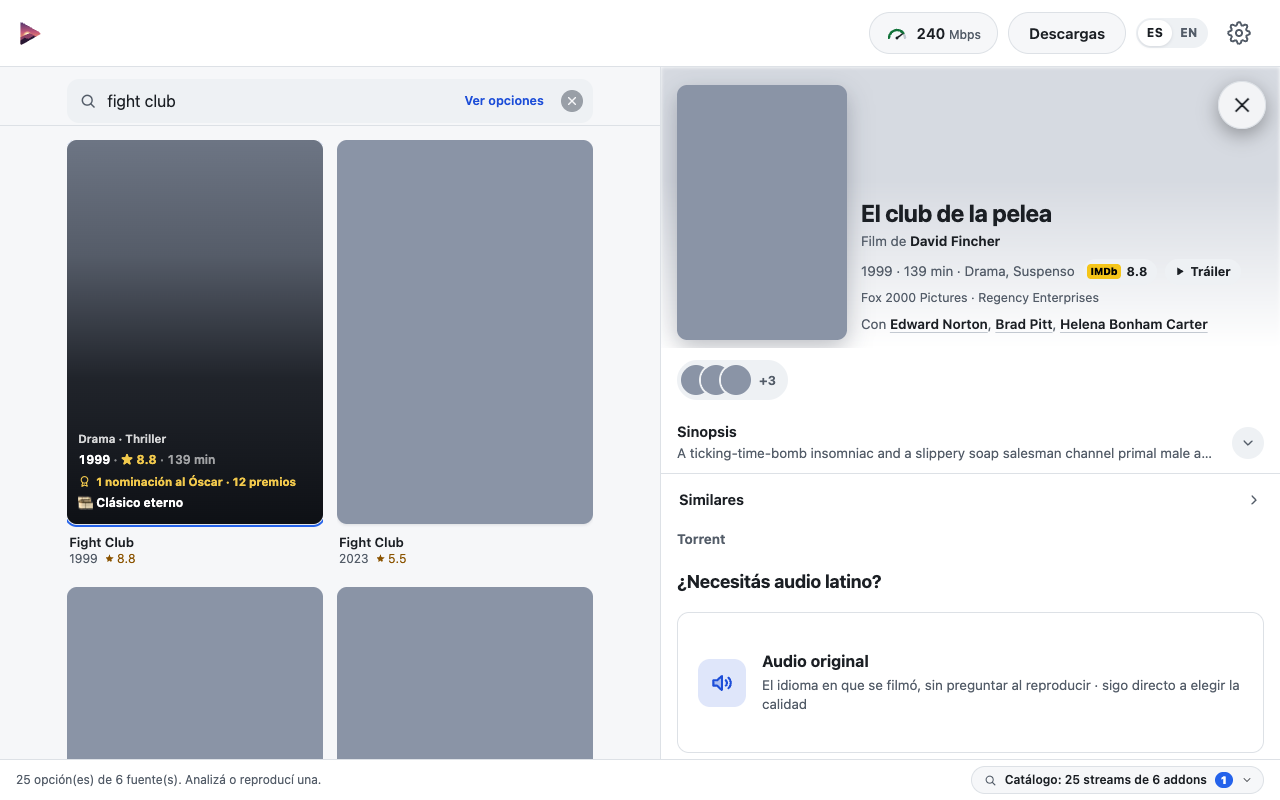 240 Mbps
Descargas
ES EN
fight club
Ver opciones
Drama · Thriller
1999 · ★ 8.8 · 139 min
1 nominación al Óscar · 12 premios
Clásico eterno
Fight Club
1999 ★ 8.8
Fight Club
2023 ★ 5.5
El club de la pelea
Film de David Fincher
1999 · 139 min · Drama, Suspenso IMDb 8.8 Tráiler
Fox 2000 Pictures · Regency Enterprises
Con Edward Norton, Brad Pitt, Helena Bonham Carter
+3
Sinopsis
A ticking-time-bomb insomniac and a slippery soap salesman channel primal male a...
Similares
Torrent
¿Necesitás audio latino?
Audio original
El idioma en que se filmó, sin preguntar al reproducir · sigo directo a elegir la
calidad
25 opción(es) de 6 fuente(s). Analizá o reproducí una.
Catálogo: 25 streams de 6 addons 1